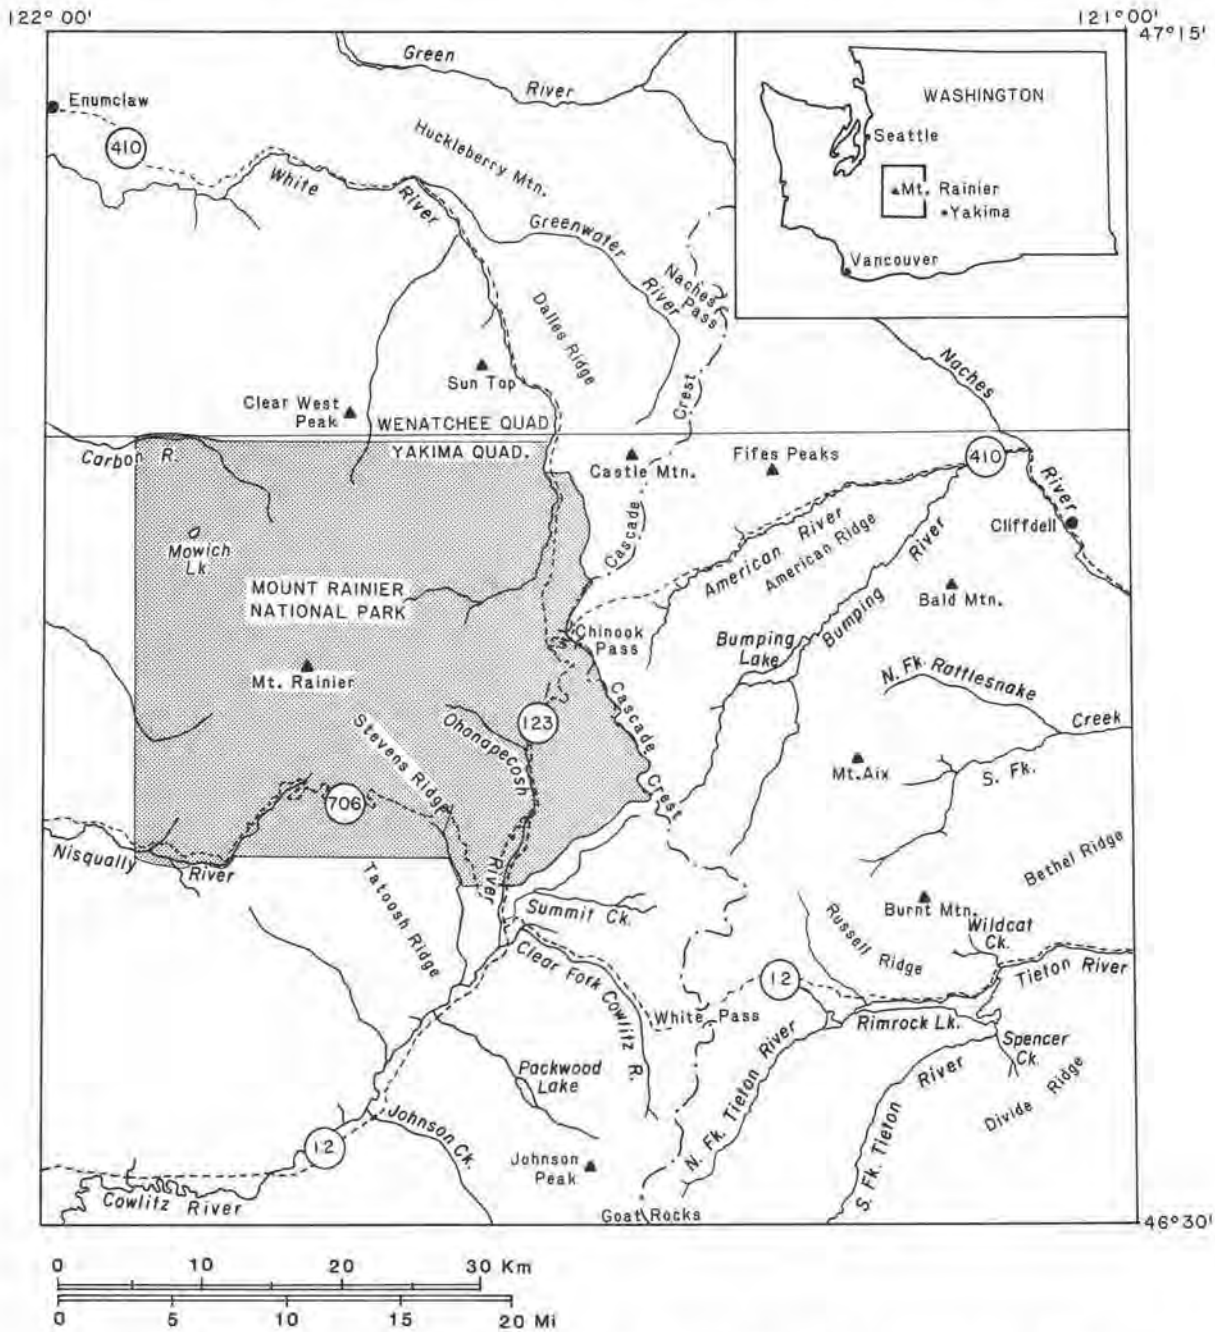 122° 00'
121° 00'
47° 15'
Green
River
Enumclaw
410
WASHINGTON
Seattle
Mt. Rainier
Yakima
Vancouver
Huckleberry Mtn.
White
River
Greenwater
River
Naches
Pass
Dalles Ridge
Sun Top
Naches
River
Crest
Clear West
Peak
WENATCHEE QUAD
YAKIMA QUAD.
Carbon R.
Castle Mtn.
Fifes Peaks
410
Cascade
Cliffdell
Mowich
Lk.
American River
American Ridge
MOUNT RAINIER
NATIONAL PARK
Bald Mtn.
Bumping
River
Chinook
Pass
Bumping
Lake
Mt. Rainier
N. Fk. Rattlesnake
Creek
Cascade
Crest
Ohanapecosh
River
123
Stevens Ridge
Mt. Aix
S. Fk.
706
Nisqually
River
Tatoosh Ridge
Bethel Ridge
Burnt Mtn.
Summit Ck.
Russell Ridge
Wildcat
Ck.
Clear Fork Cowlitz R.
12
Tieton River
White Pass
Rimrock Lk.
Spencer
Ck.
Packwood
Lake
N. Fk. Tieton River
S. Fk. Tieton River
Divide Ridge
Johnson Ck.
12
Johnson
Peak
Cowlitz River
Goat Rocks
46° 30'
0 10 20 30 Km
0 5 10 15 20 Mi